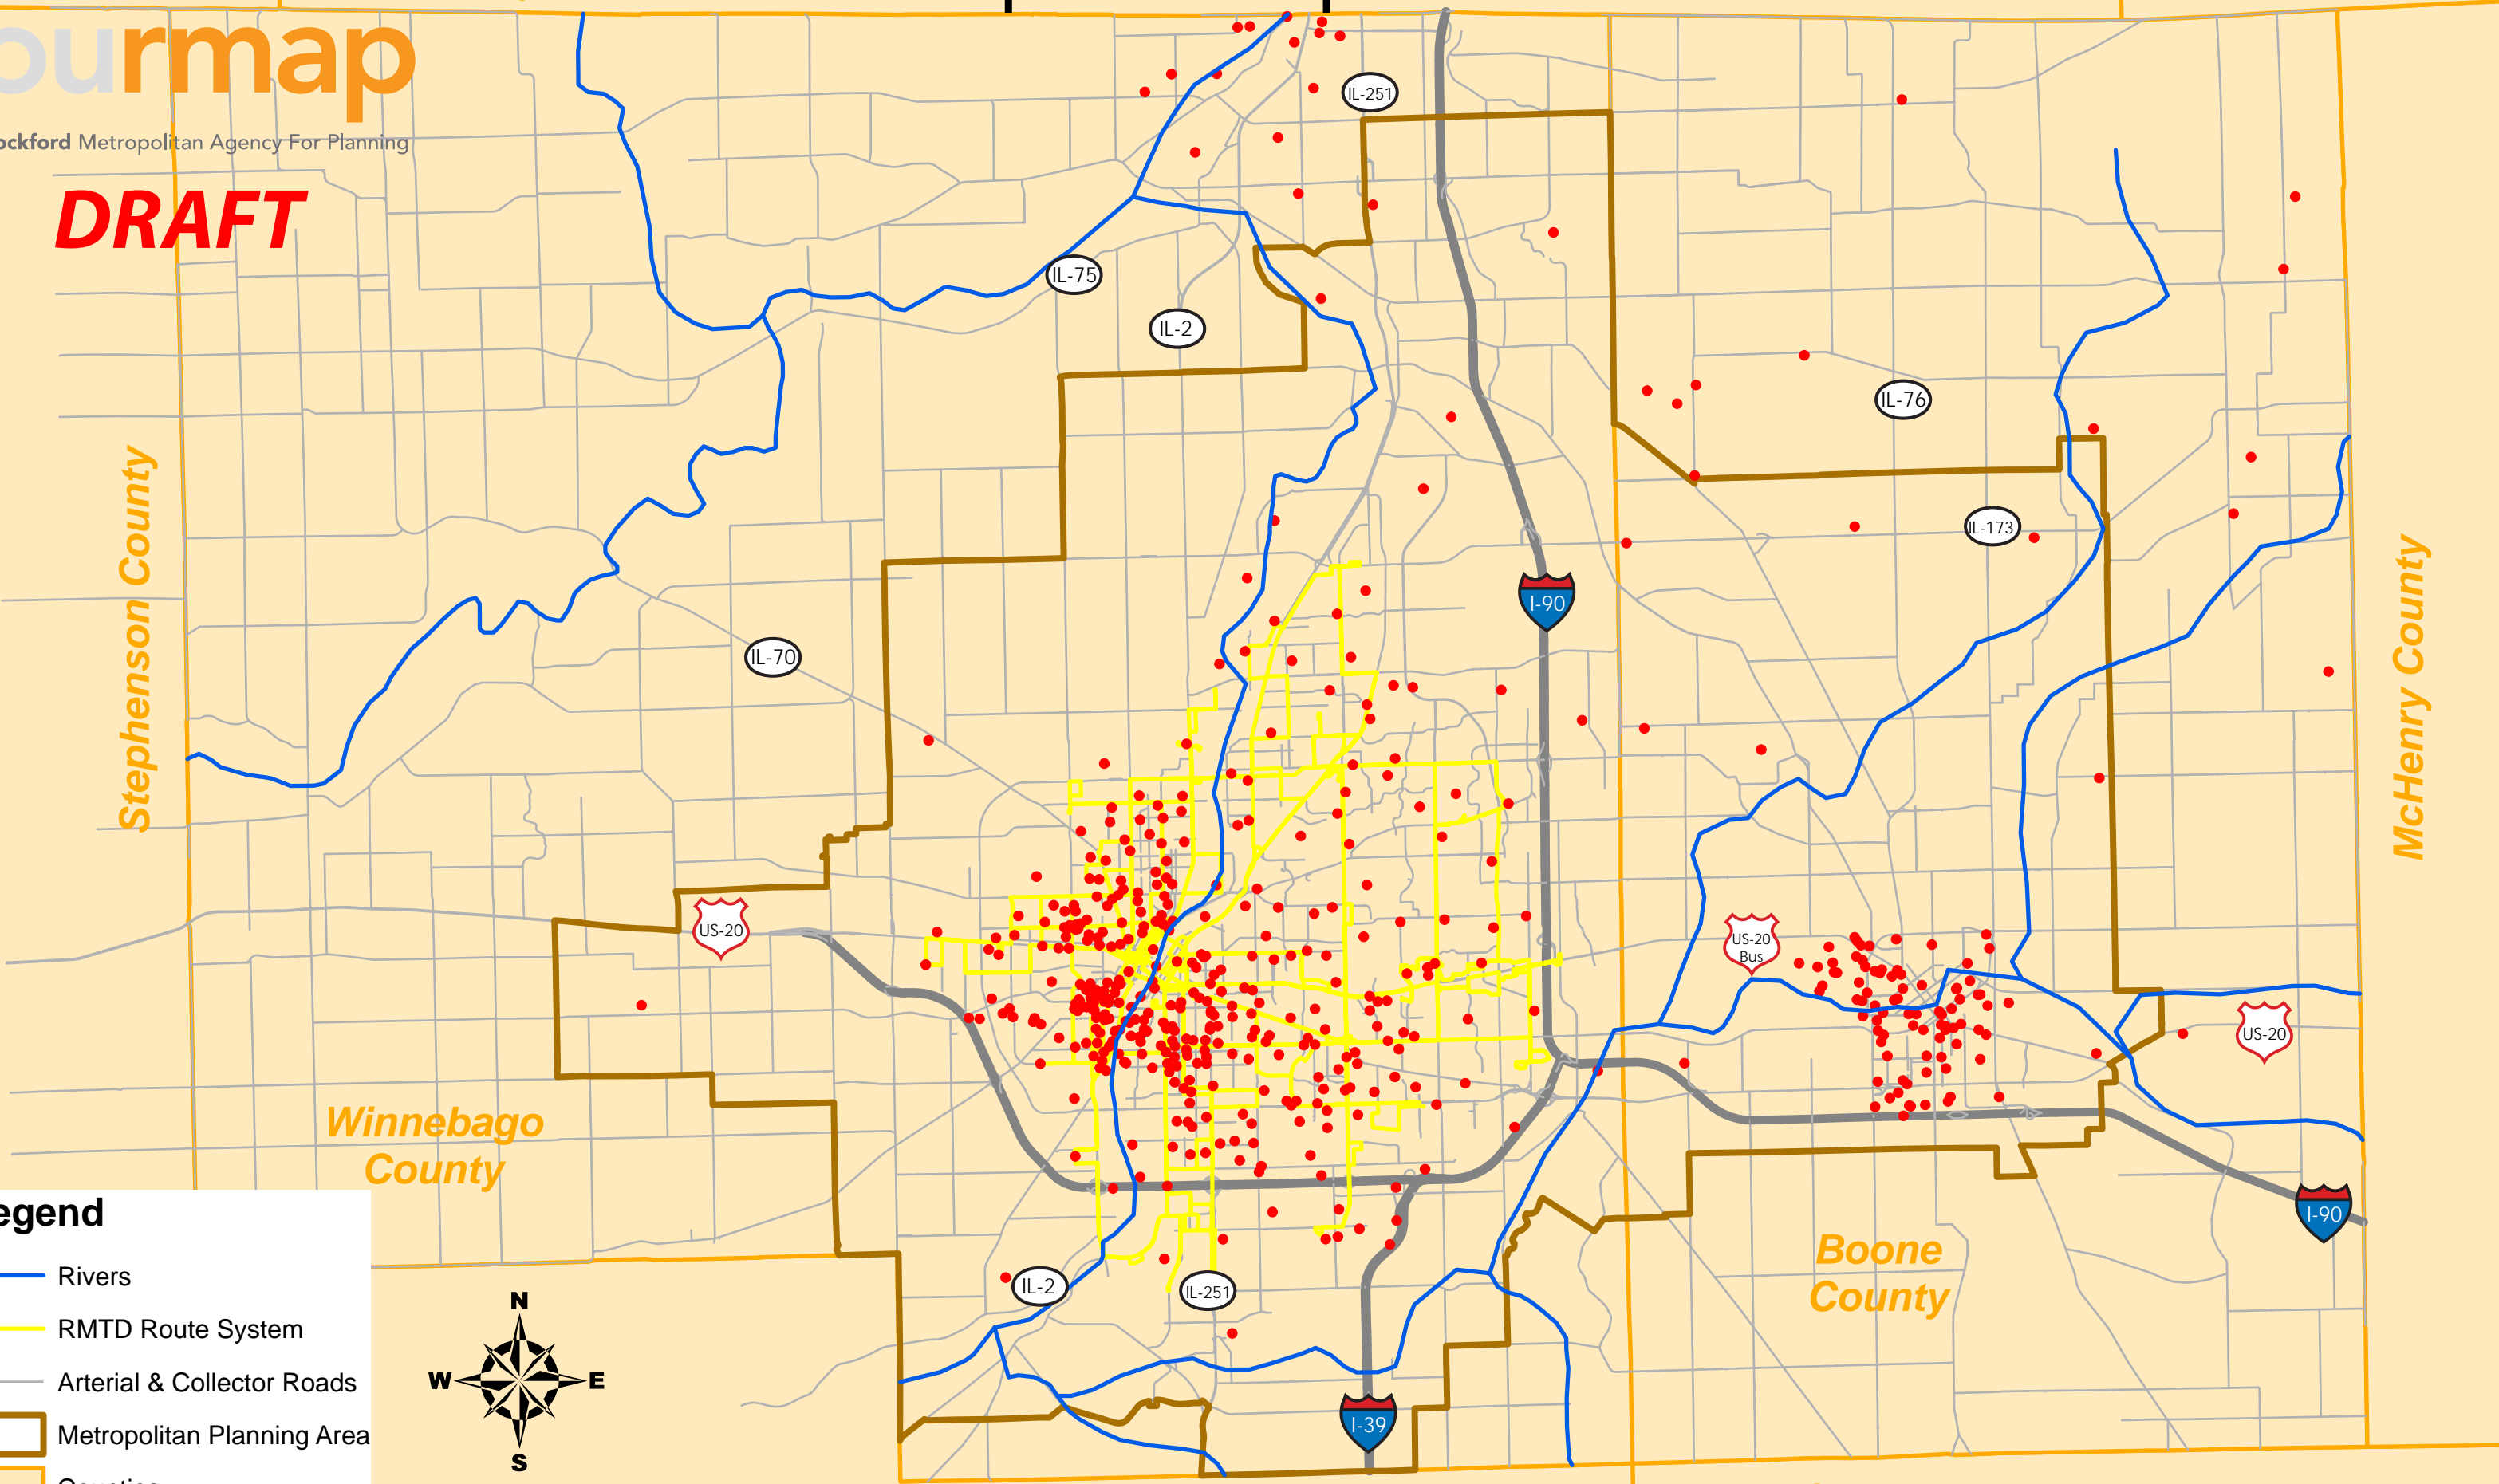 ourmap
ockford Metropolitan Agency For Planning
DRAFT
IL-251
IL-75
IL-2
IL-76
IL-173
I-90
IL-70
Stephenson County
McHenry County
US-20
US-20
Bus
US-20
Winnebago
County
I-90
Boone
County
IL-2
IL-251
I-39
egend
Rivers
RMTD Route System
Arterial & Collector Roads
Metropolitan Planning Area
N
W
E
S